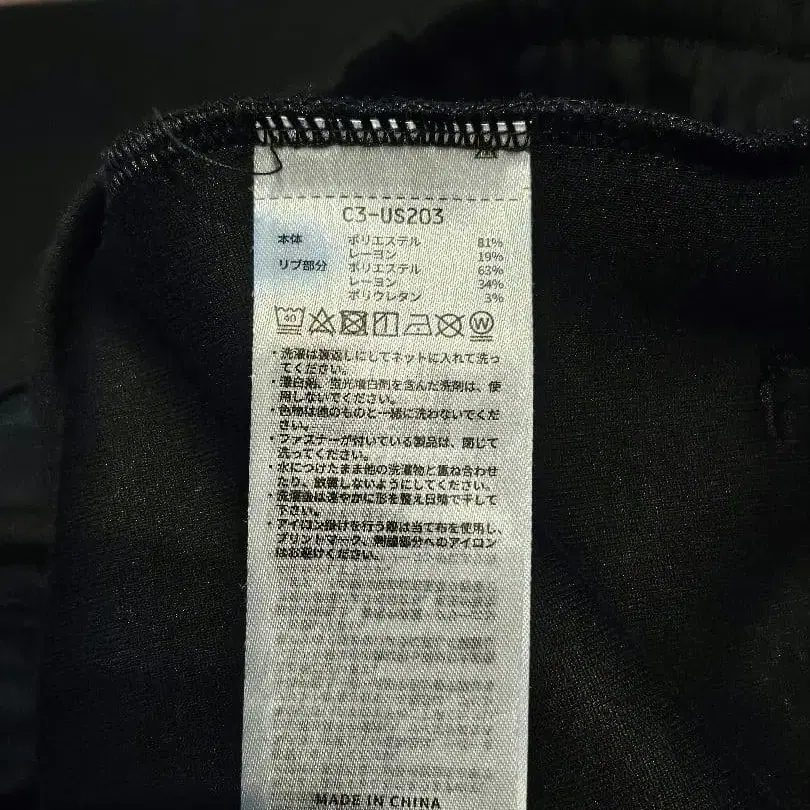 C3-US203
本体 ポリエステル 81%
レーヨン 19%
リブ部分 ポリエステル 63%
レーヨン 34%
ポリウレタン 3%
40 W
・洗濯は裏返しにしてネットに入れて洗っ
てください。
・漂白剤、蛍光増白剤を含んだ洗剤は、使
用しないでください。
・色物は他のものと一緒に洗わないでくだ
さい。
・ファスナーが付いている製品は、閉じて
洗ってください。
・水につけたまま他の洗濯物と重ね合わせ
たり、放置しないようにしてください。
・洗濯後は速やかに形を整え日陰で干して
下さい。
・アイロン掛けを行う際は当て布を使用し、
プリントマーク、刺繍部分へのアイロン
はお避けください。
MADE IN CHINA